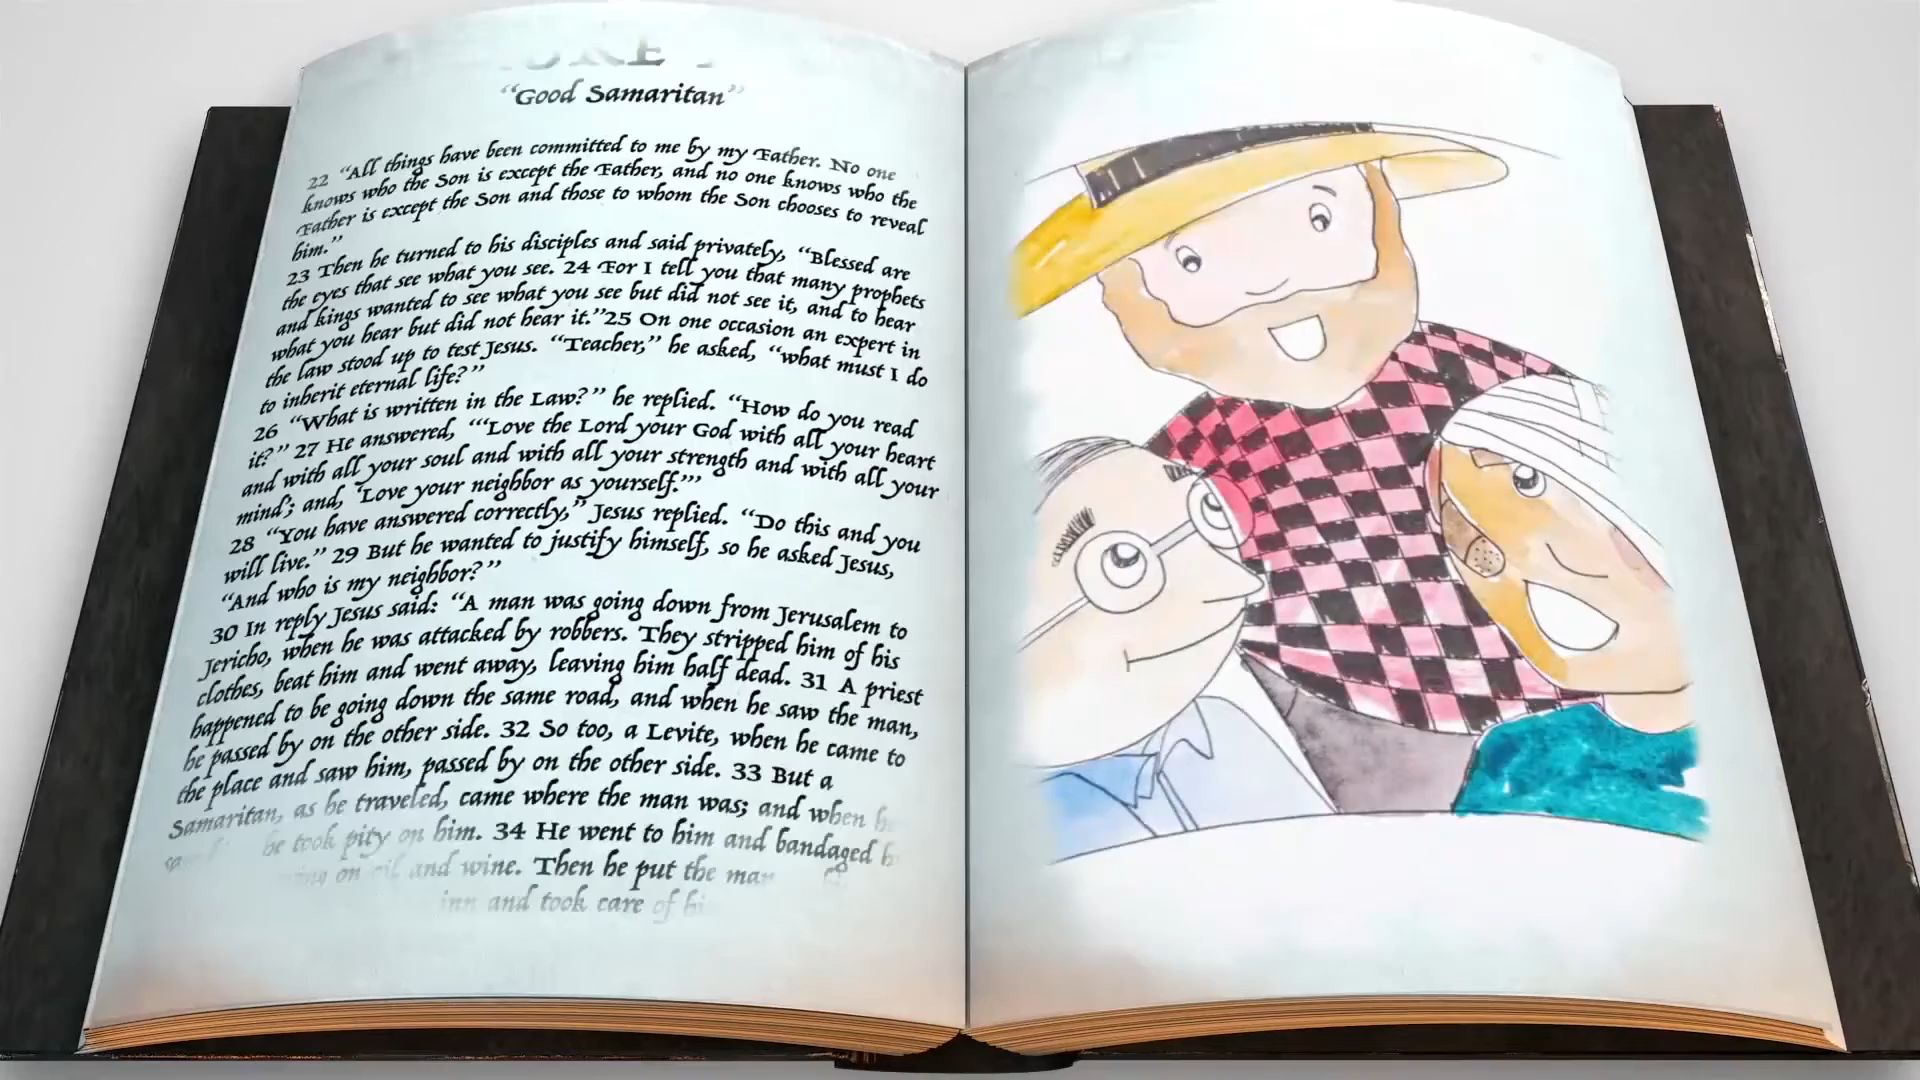 "Good Samaritan"
22 "All things have been committed to me by my Father. No one
knows who the Son is except the Father, and no one knows who the
Father is except the Son and those to whom the Son chooses to reveal
him."
23 Then he turned to his disciples and said privately, "Blessed are
the eyes that see what you see. 24 For I tell you that many prophets
and kings wanted to see what you see but did not see it, and to hear
what you hear but did not hear it."25 On one occasion an expert in
the law stood up to test Jesus. "Teacher," he asked, "what must I do
to inherit eternal life?"
26 "What is written in the Law?" he replied. "How do you read
it?" 27 He answered, "'Love the Lord your God with all your heart
and with all your soul and with all your strength and with all your
mind'; and, 'Love your neighbor as yourself.'"
28 "You have answered correctly," Jesus replied. "Do this and you
will live." 29 But he wanted to justify himself, so he asked Jesus,
"And who is my neighbor?"
30 In reply Jesus said: "A man was going down from Jerusalem to
Jericho, when he was attacked by robbers. They stripped him of his
clothes, beat him and went away, leaving him half dead. 31 A priest
happened to be going down the same road, and when he saw the man,
he passed by on the other side. 32 So too, a Levite, when he came to
the place and saw him, passed by on the other side. 33 But a
Samaritan, as he traveled, came where the man was; and when
he took pity on him. 34 He went to him and bandaged
on oil and wine. Then he put the man
inn and took care of